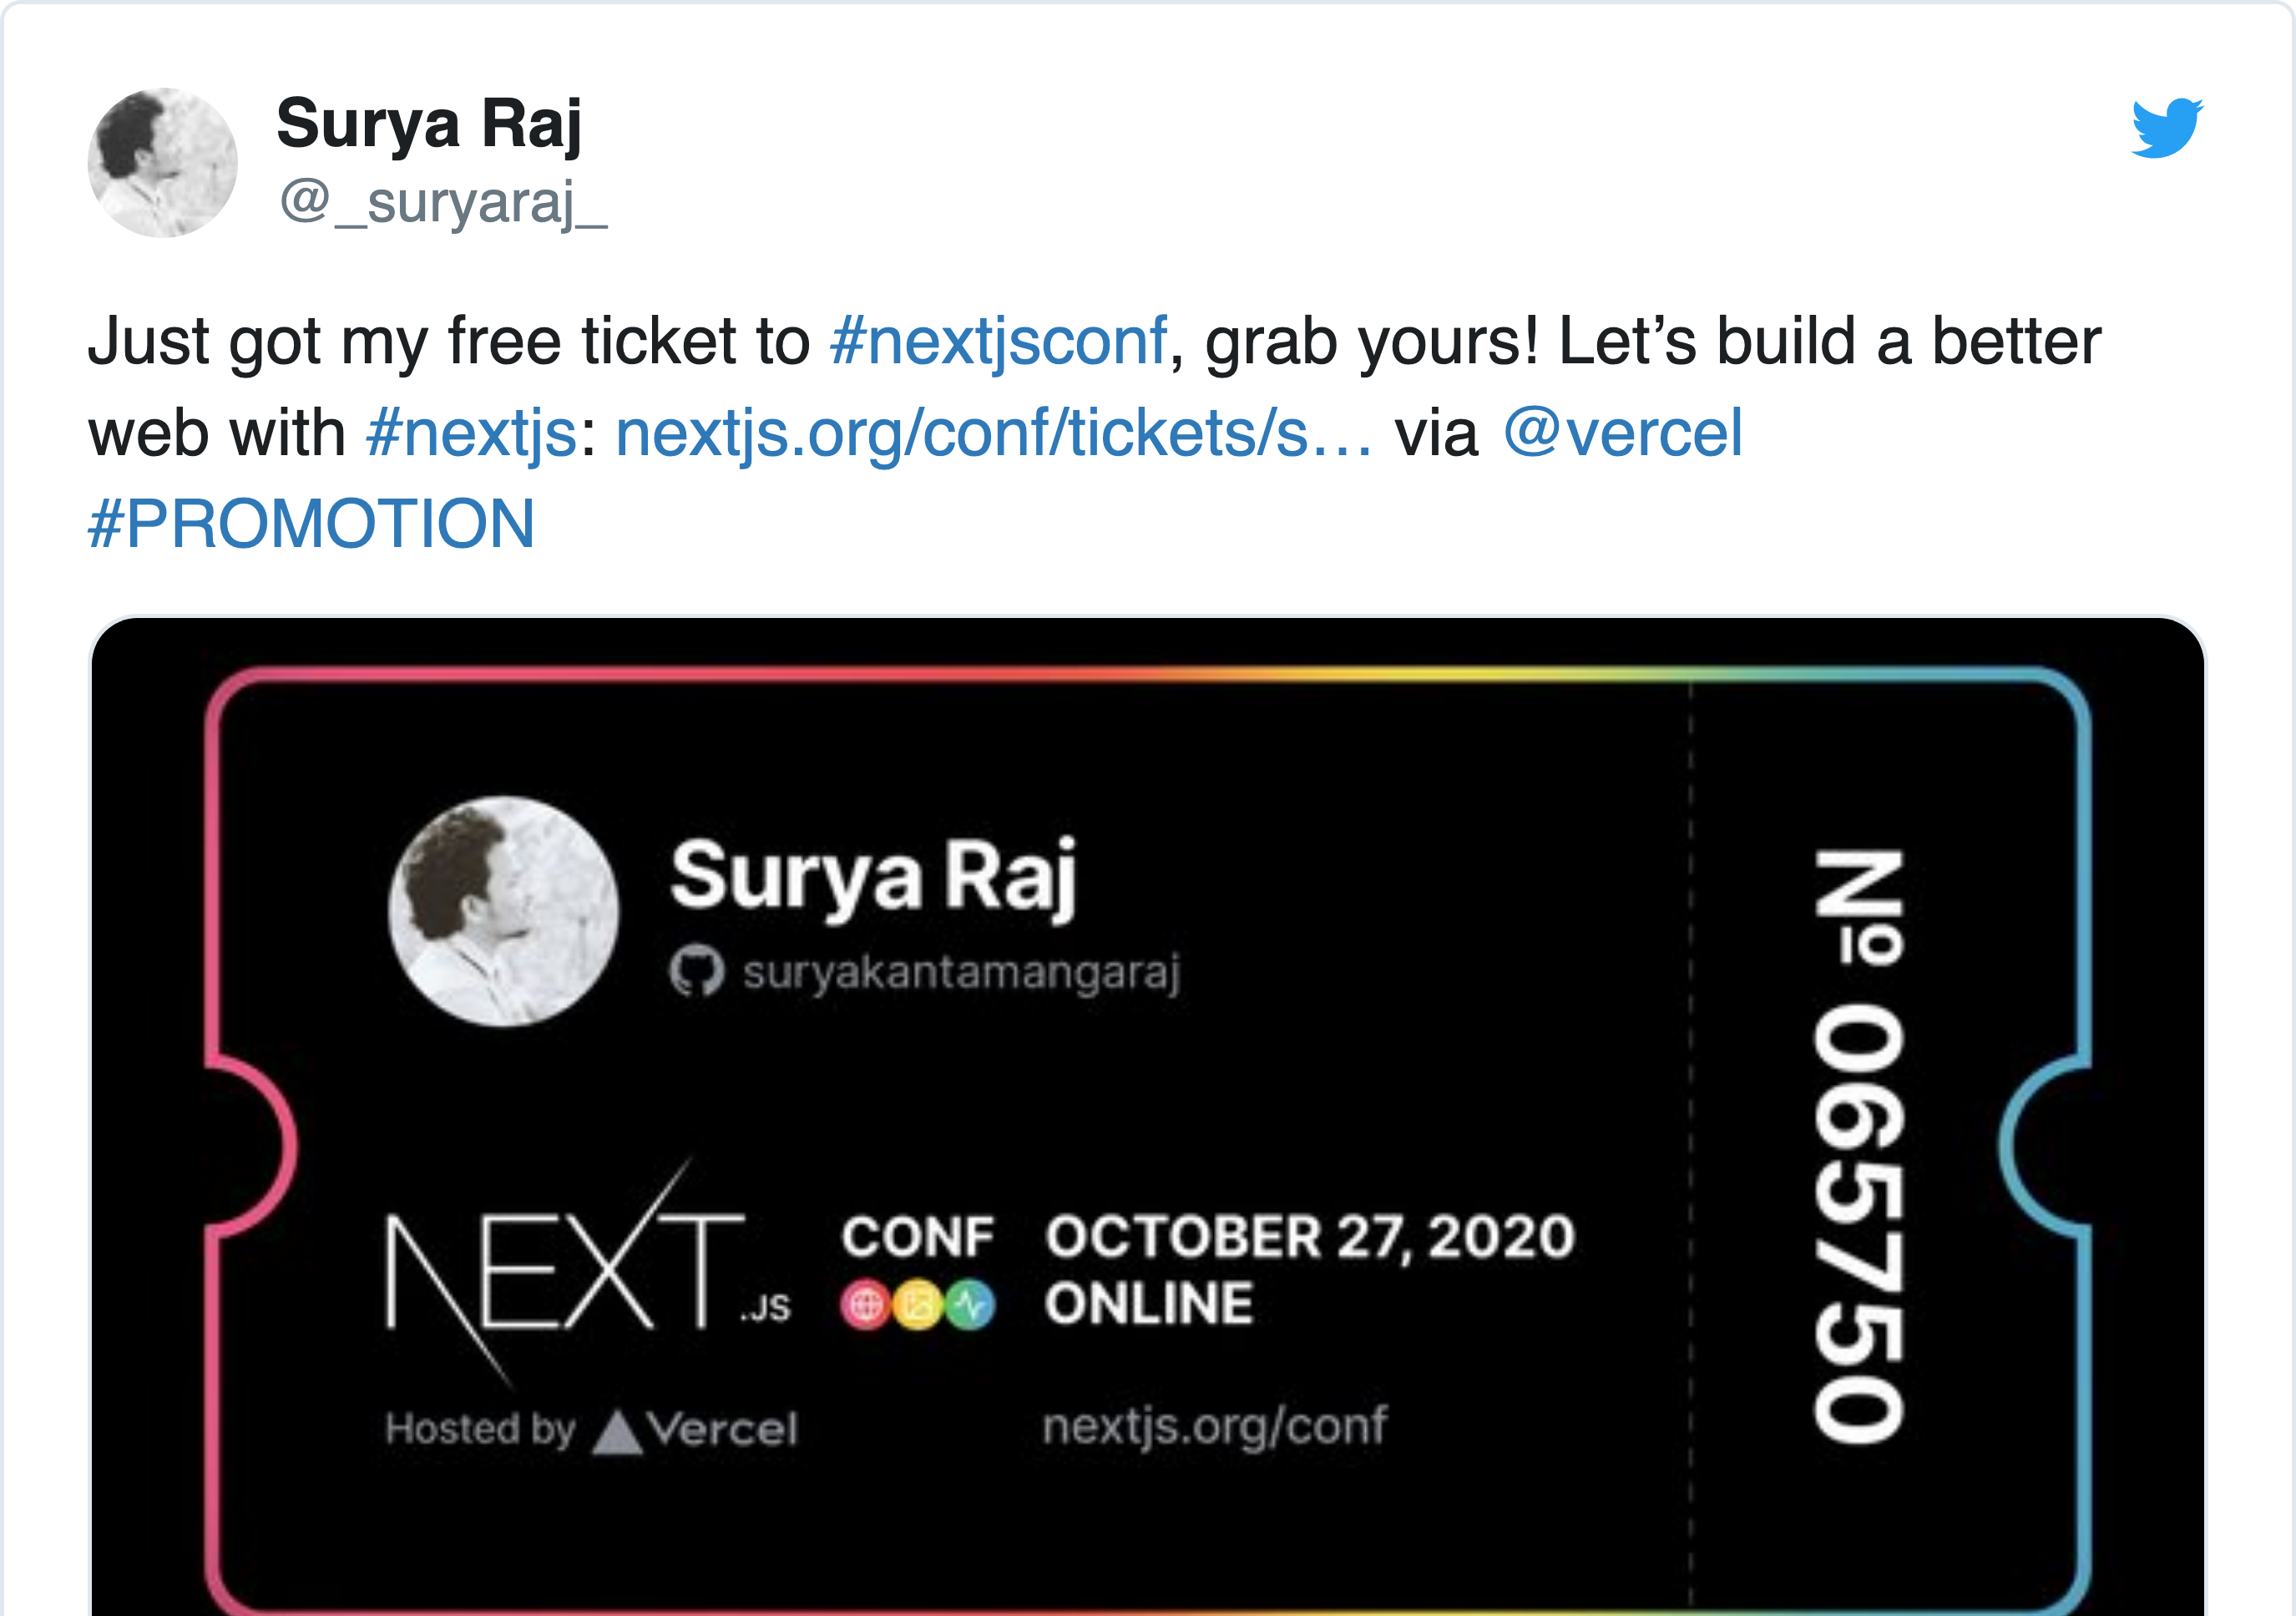 Surya Raj
@_suryaraj_
Just got my free ticket to #nextjsconf, grab yours! Let’s build a better
web with #nextjs: nextjs.org/conf/tickets/s… via @vercel
#PROMOTION
Surya Raj
suryakantamangaraj
NEXT.JS
CONF
OCTOBER 27, 2020
ONLINE
Hosted by Vercel
nextjs.org/conf
Nº 065750